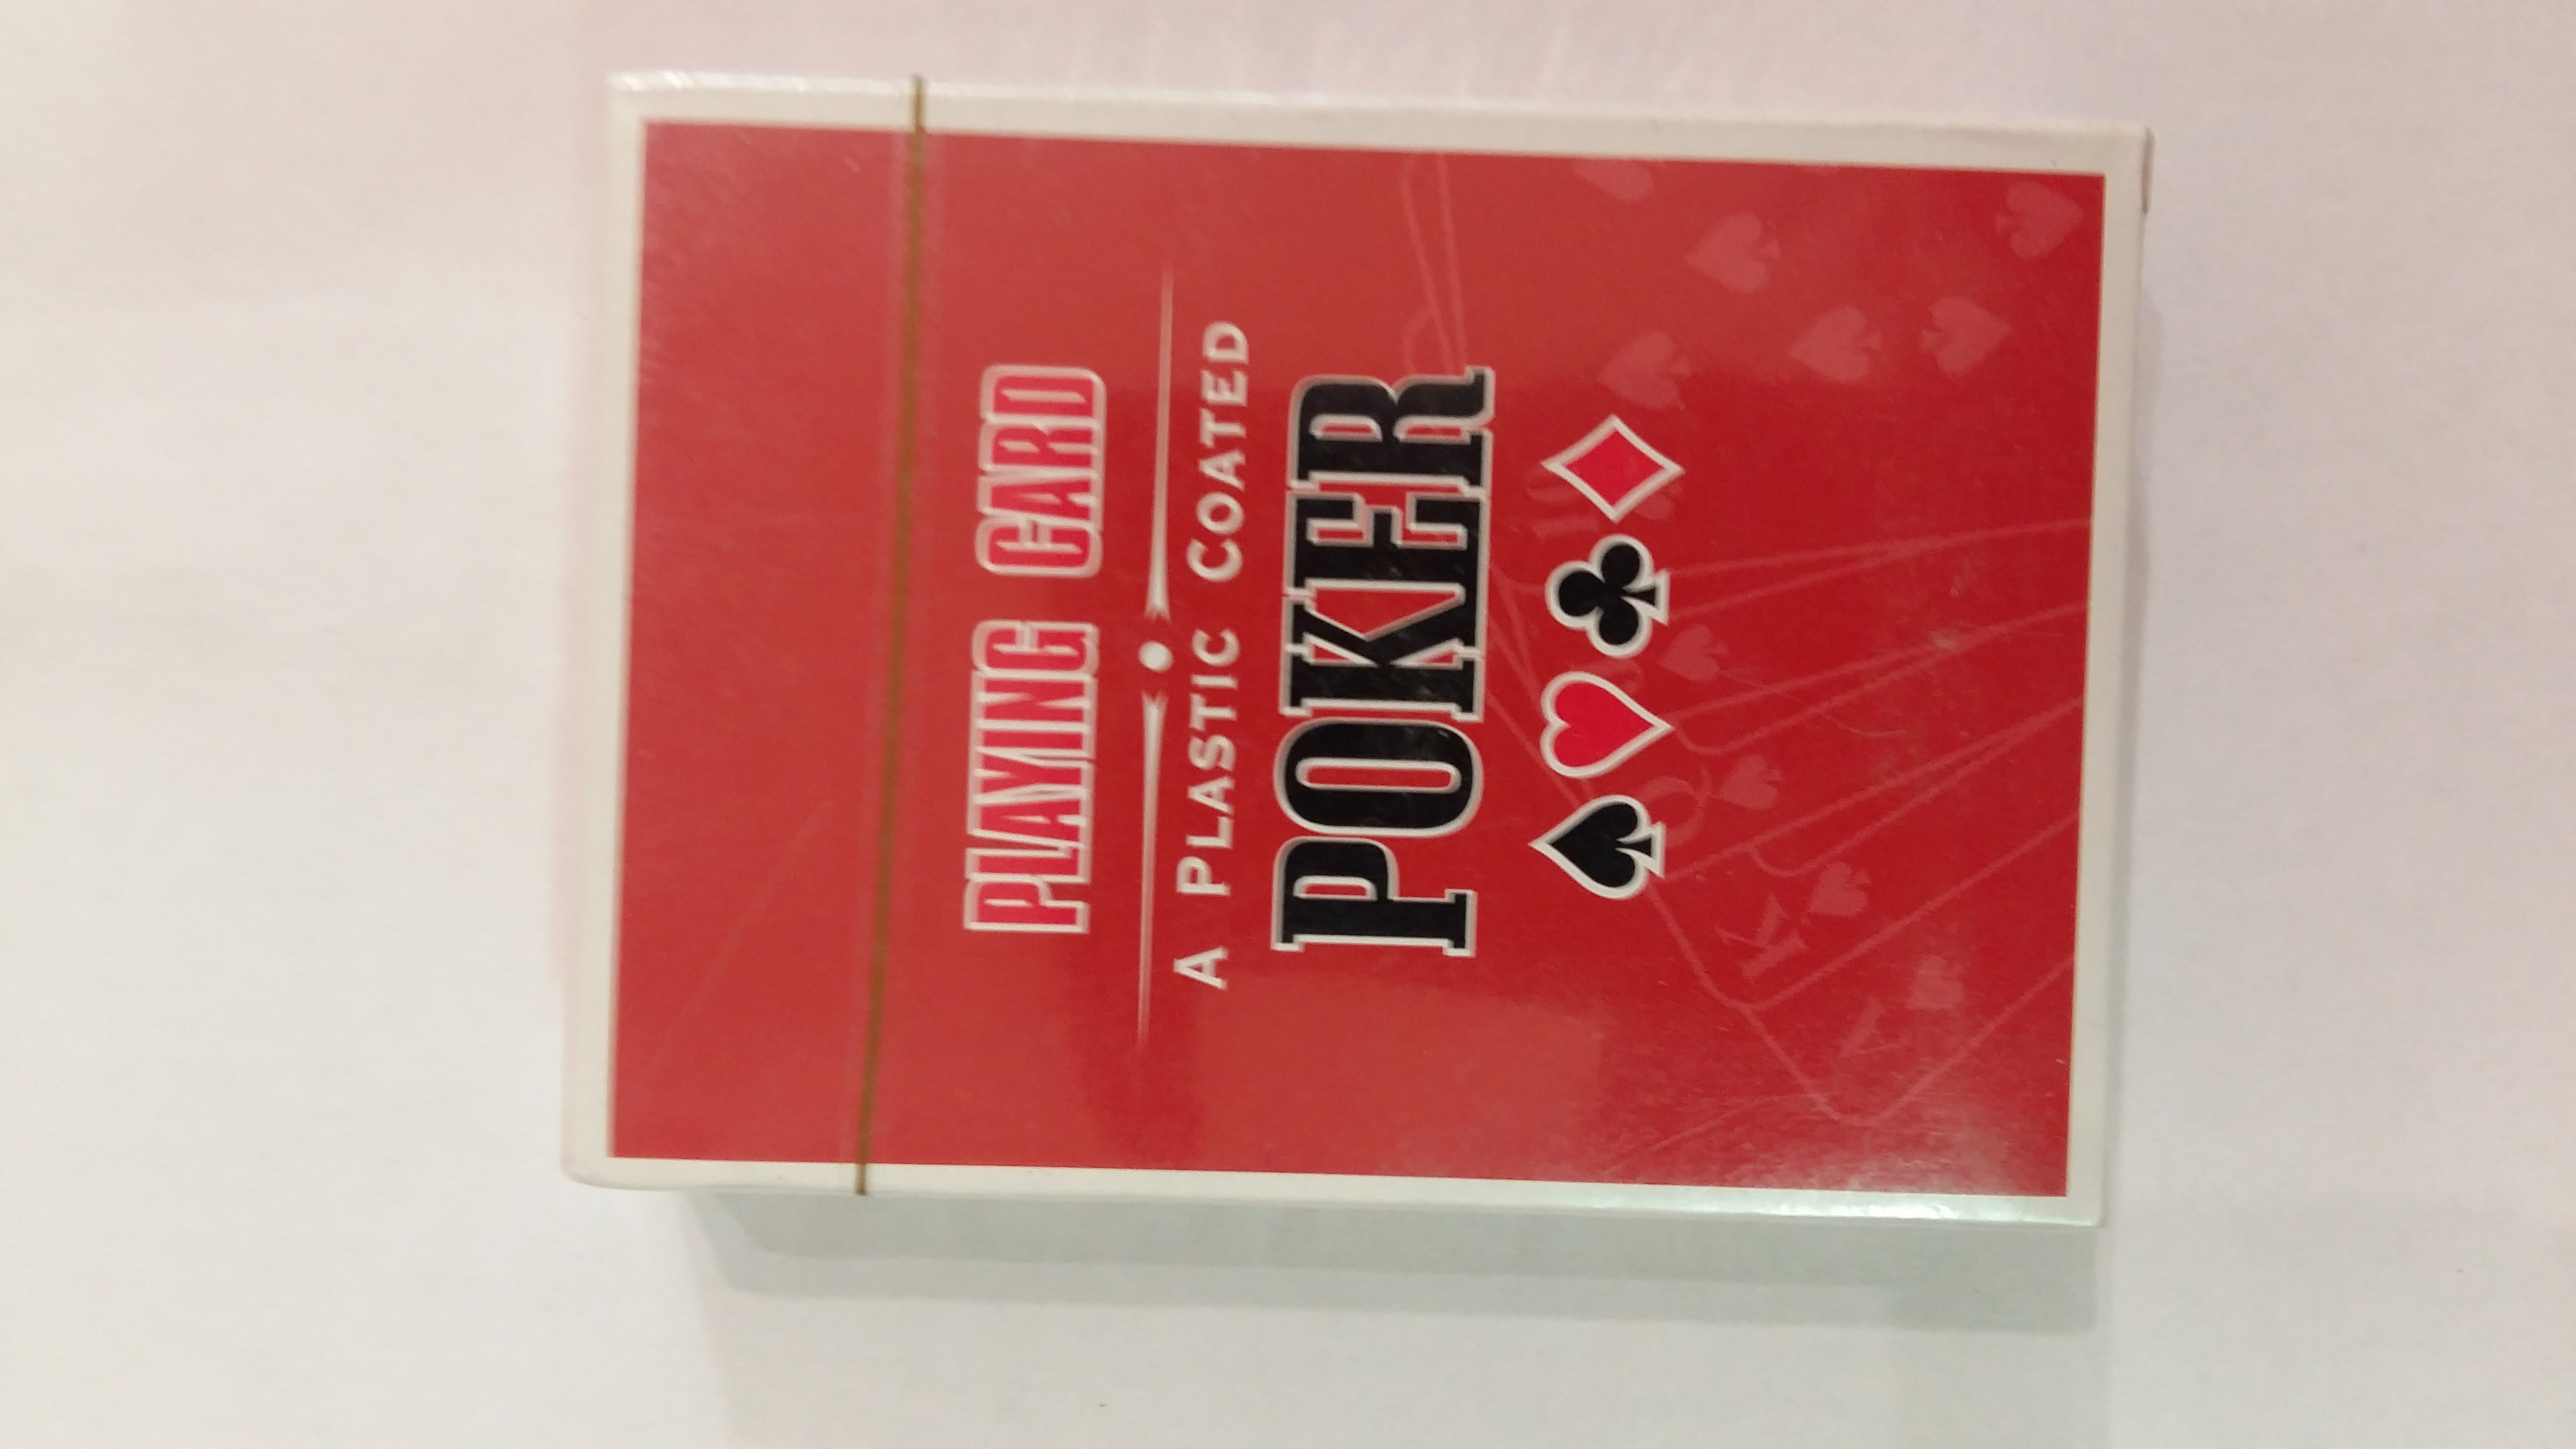 PLAYING CARD
A PLASTIC COATED
POKER
K
A